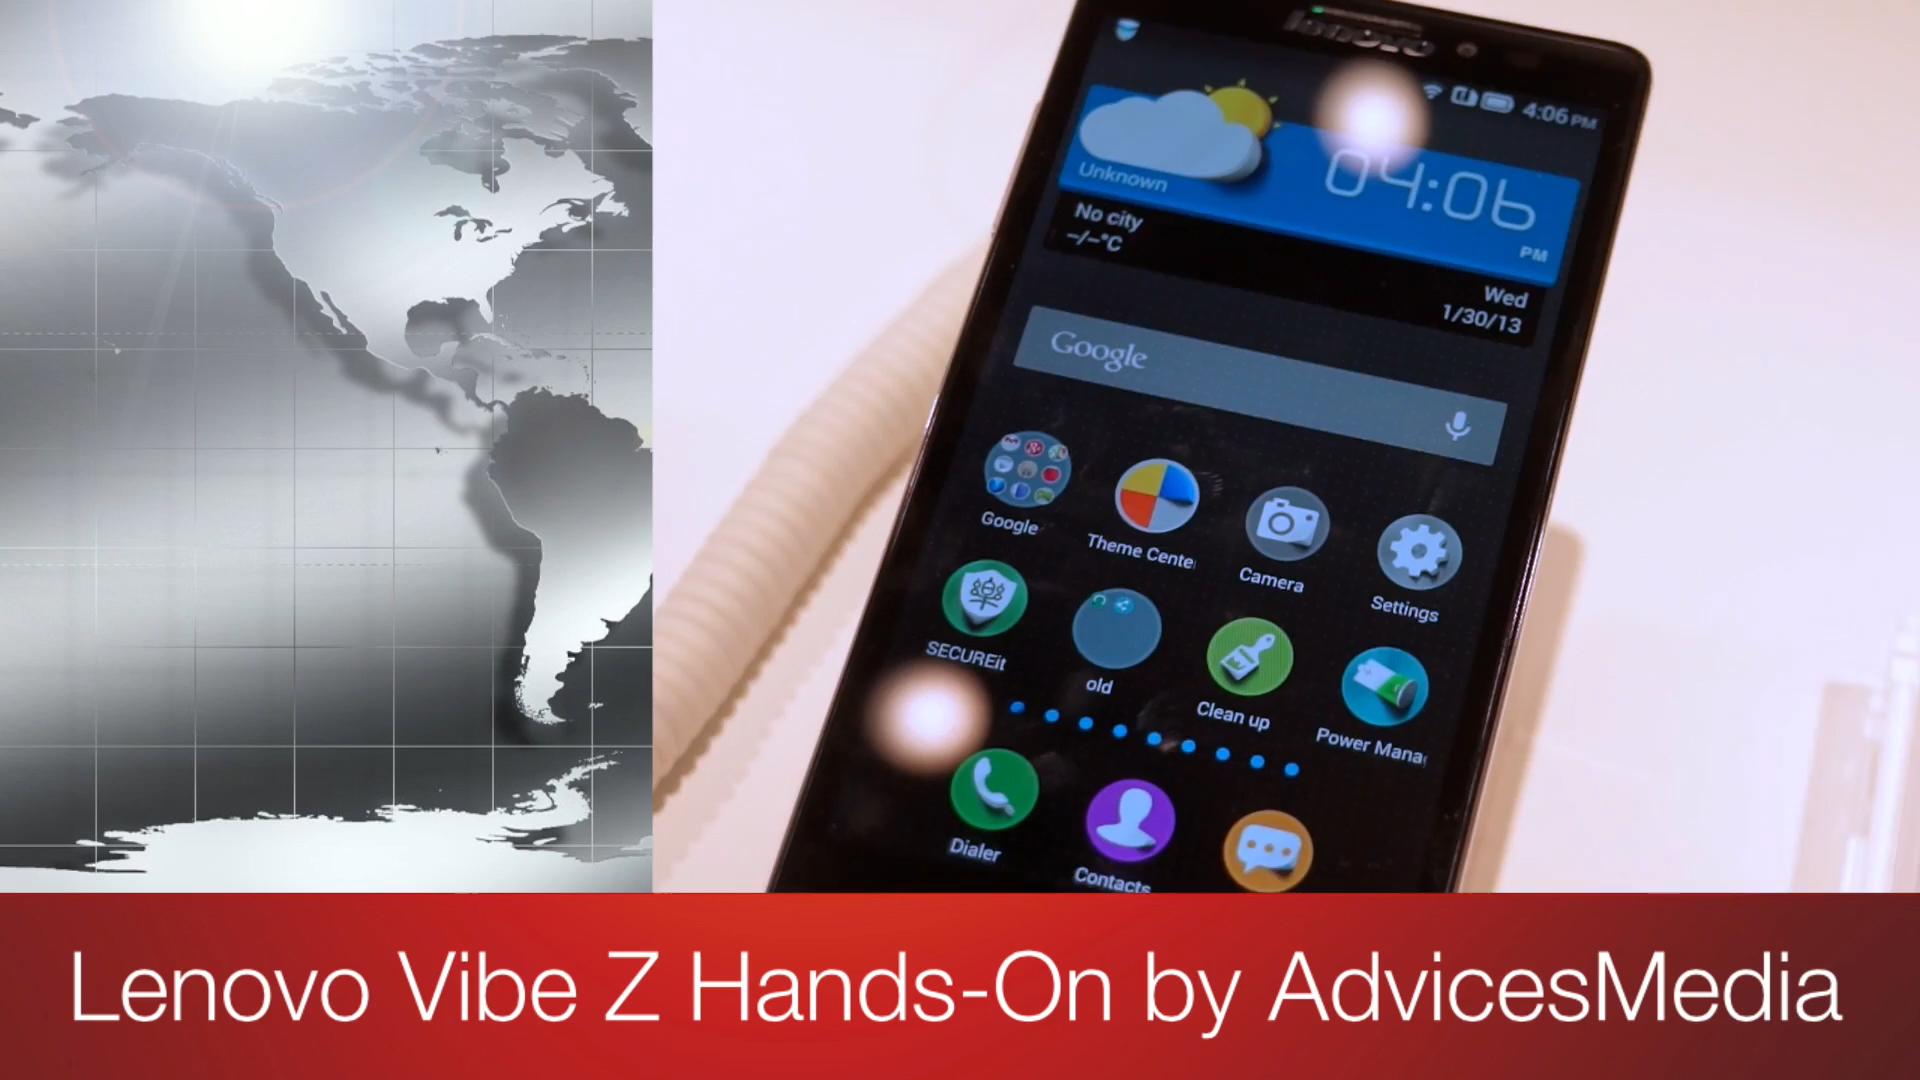 lenovo
4:06 PM
04:06
PM
Unknown
No city
–/–°C
Wed
1/30/13
Google
Google
Theme Cente
Camera
Settings
SECUREit
old
Clean up
Power Mana
Dialer
Contacts
Lenovo Vibe Z Hands-On by AdvicesMedia